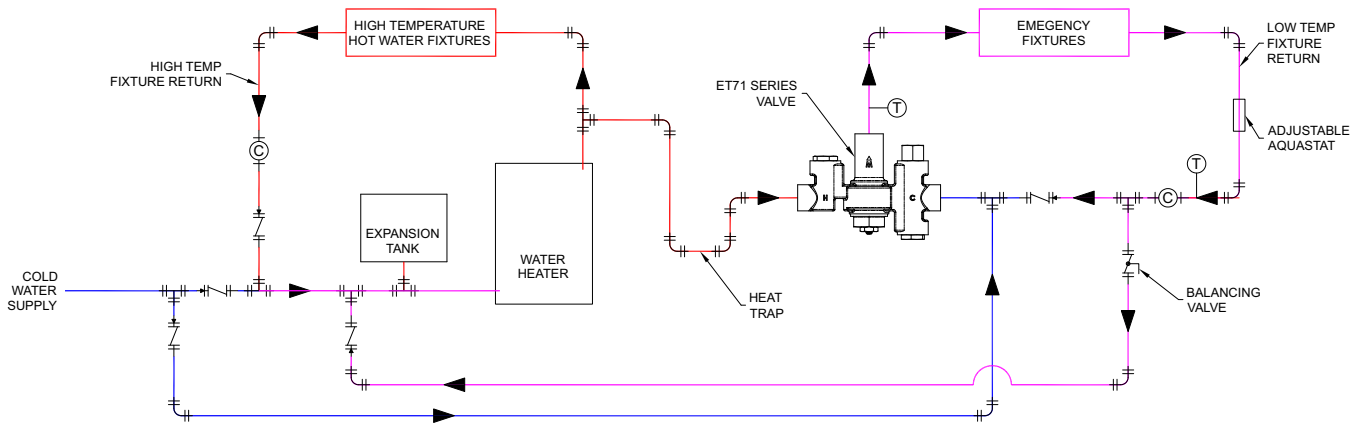 HIGH TEMPERATURE
HOT WATER FIXTURES
EMEGENCY
FIXTURES
LOW TEMP
FIXTURE
RETURN
HIGH TEMP
FIXTURE RETURN
ET71 SERIES
VALVE
T
ADJUSTABLE
AQUASTAT
C
T
C
H
C
EXPANSION
TANK
WATER
HEATER
COLD
WATER
SUPPLY
HEAT
TRAP
BALANCING
VALVE